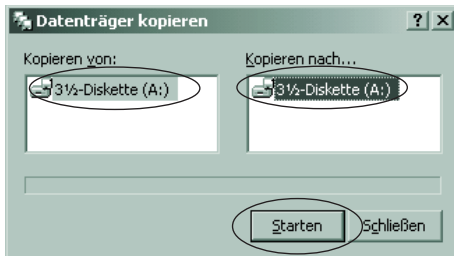 Datenträger kopieren
Kopieren von:
Kopieren nach...
3½-Diskette (A:)
3½-Diskette (A:)
Starten
Schließen